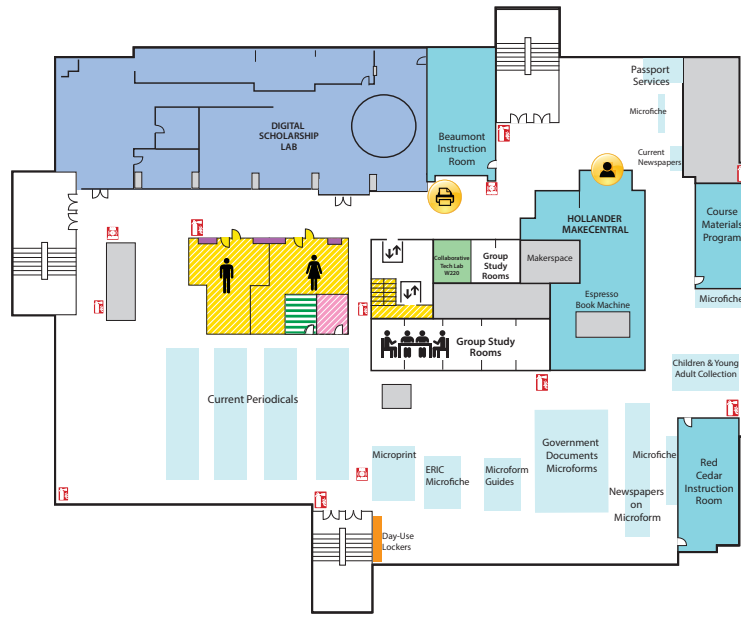 Passport
Services
Microfiche
DIGITAL
SCHOLARSHIP
LAB
Beaumont
Instruction
Room
Current
Newspapers
HOLLANDER
MAKECENTRAL
Course
Materials
Program
Collaborative
Tech Lab
W220
Group
Study
Rooms
Makerspace
Espresso
Book Machine
Microfiche
Group Study
Rooms
Children & Young
Adult Collection
Current Periodicals
Microprint
ERIC
Microfiche
Microform
Guides
Government
Documents
Microforms
Microfiche
Newspapers
on
Microform
Red
Cedar
Instruction
Room
Day-Use
Lockers